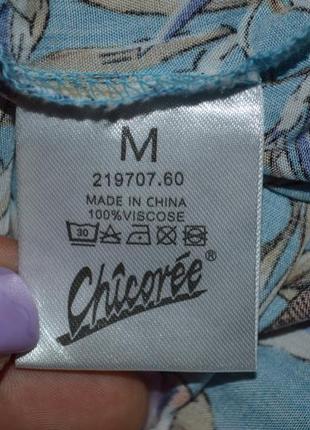 M
219707.60
MADE IN CHINA
100%VISCOSE
30
Chicorée®